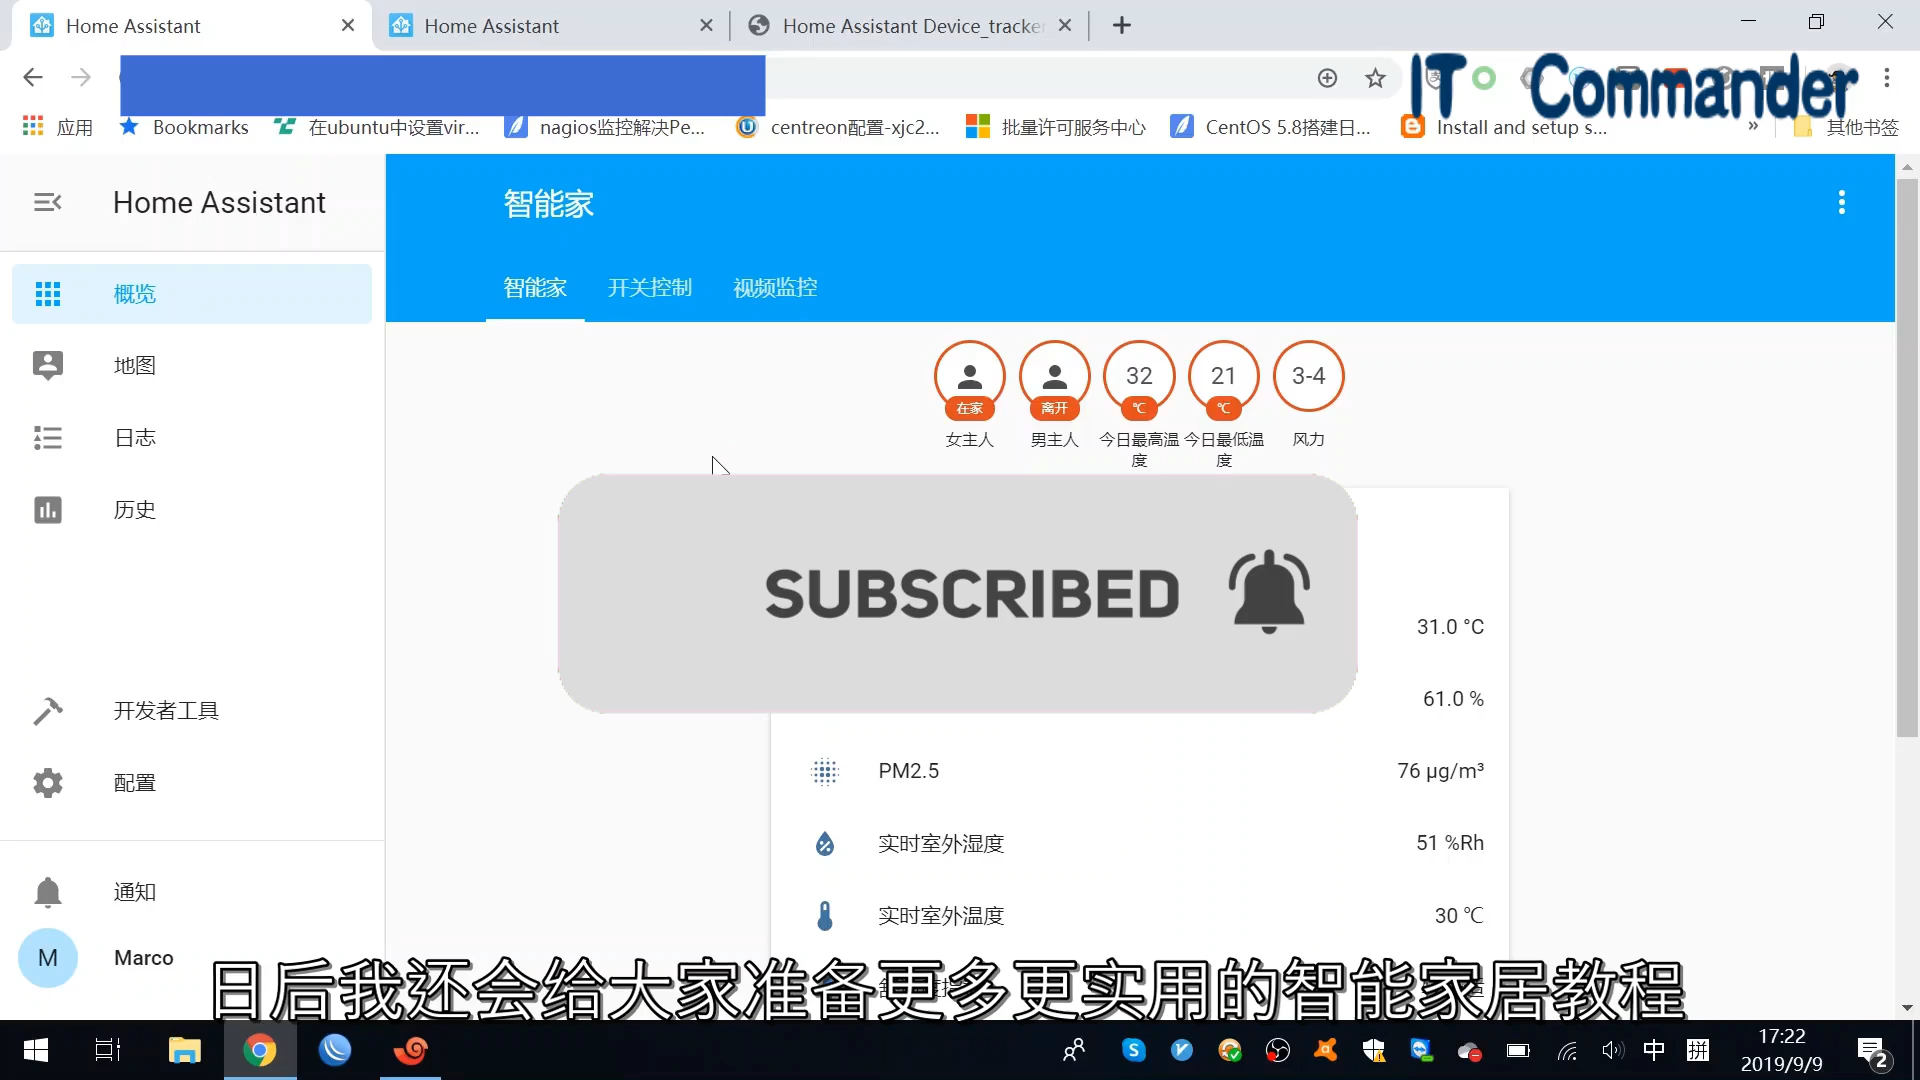 Home Assistant
Home Assistant
Home Assistant Device_tracke
IT Commander
应用
Bookmarks
在ubuntu中设置vir...
nagios监控解决Pe...
centreon配置-xjc2...
批量许可服务中心
CentOS 5.8搭建日...
Install and setup s...
»
其他书签
Home Assistant
智能家
智能家
开关控制
视频监控
概览
地图
日志
历史
开发者工具
配置
通知
M
Marco
在家
女主人
离开
男主人
32
℃
今日最高温
度
21
℃
今日最低温
度
3-4
风力
SUBSCRIBED
31.0 °C
61.0 %
PM2.5
76 µg/m³
实时室外湿度
51 %Rh
实时室外温度
30 ℃
日后我还会给大家准备更多更实用的智能家居教程
中
拼
17:22
2019/9/9
2